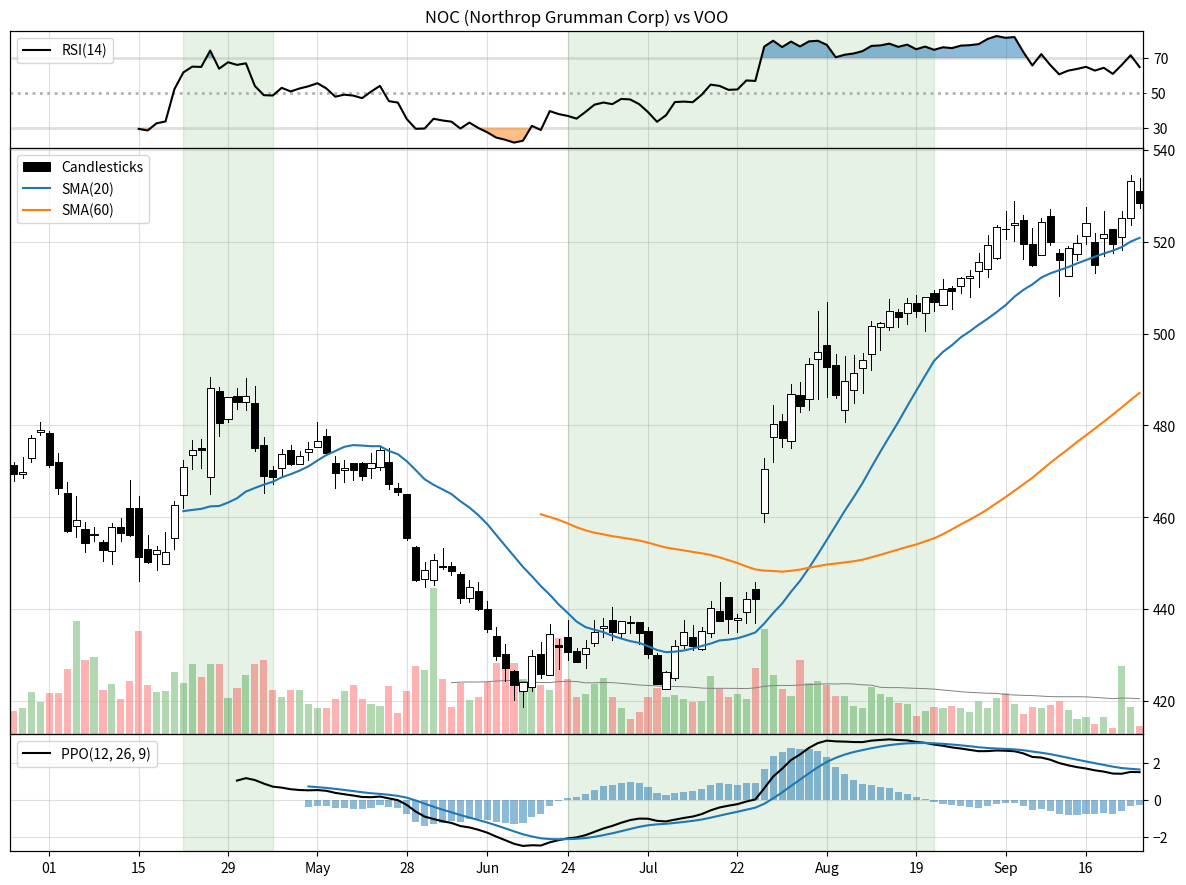 NOC (Northrop Grumman Corp) vs VOO
RSI(14)
70
50
30
Candlesticks
SMA(20)
SMA(60)
540
520
500
480
460
440
420
PPO(12, 26, 9)
2
0
−2
01 15 29 May 28 Jun 24 Jul 22 Aug 19 Sep 16